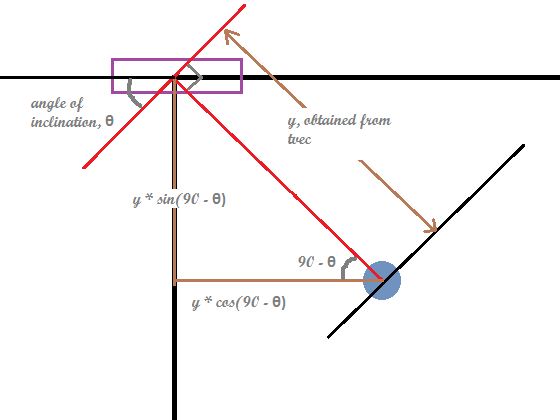 angle of
inclination, θ
y, obtained from
tvec
y * sin(90 - θ)
90 - θ
y * cos(90 - θ)